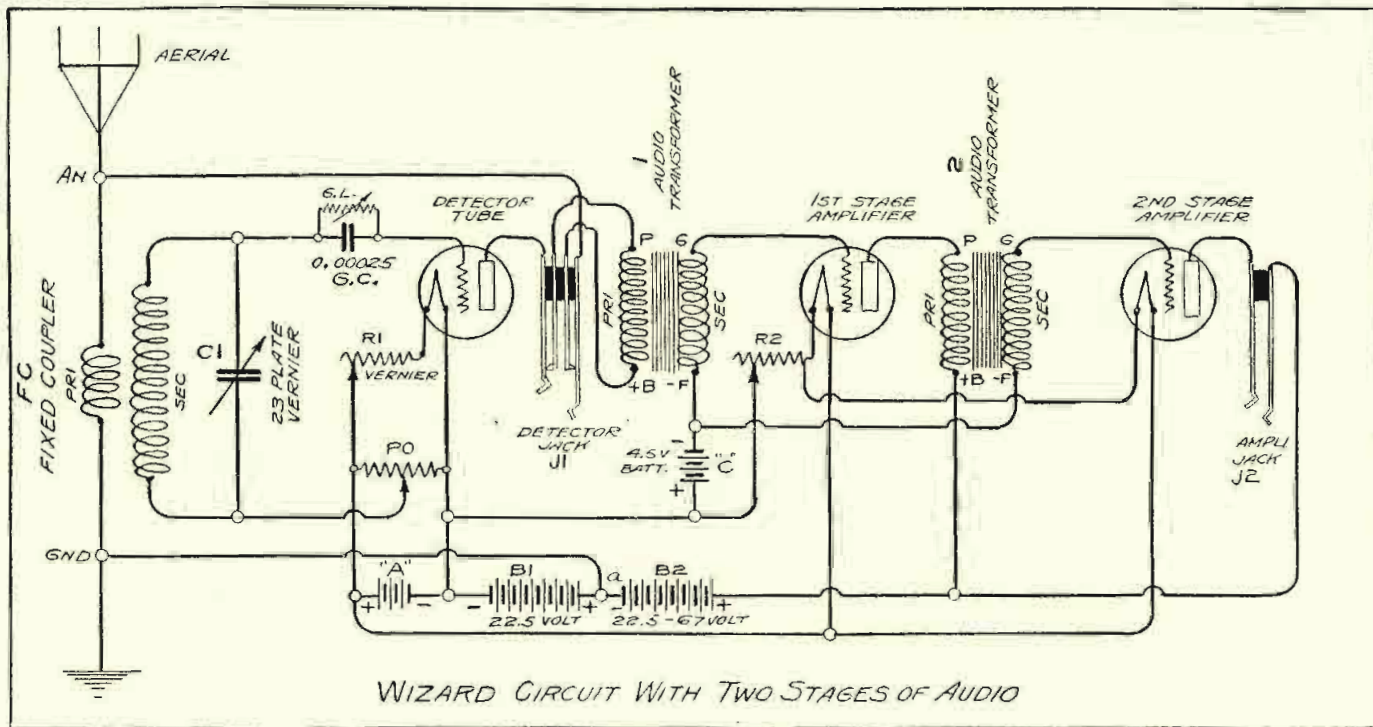 AERIAL
AN
G.L.
0.00025
G.C.
DETECTOR
TUBE
1
AUDIO
TRANSFORMER
1ST STAGE
AMPLIFIER
2
AUDIO
TRANSFORMER
2ND STAGE
AMPLIFIER
P
G
PRI
SEC
+B -F
P
G
PRI
SEC
+B -F
FC
FIXED COUPLER
PRI
SEC
C1
23 PLATE
VERNIER
R1
VERNIER
PO
DETECTOR
JACK
J1
R2
4.5V
BATT.
-
+
"C"
AMPLI
JACK
J2
GND
"A"
+ -
B1
- +
22.5 VOLT
a
B2
- +
22.5-67 VOLT
WIZARD CIRCUIT WITH TWO STAGES OF AUDIO